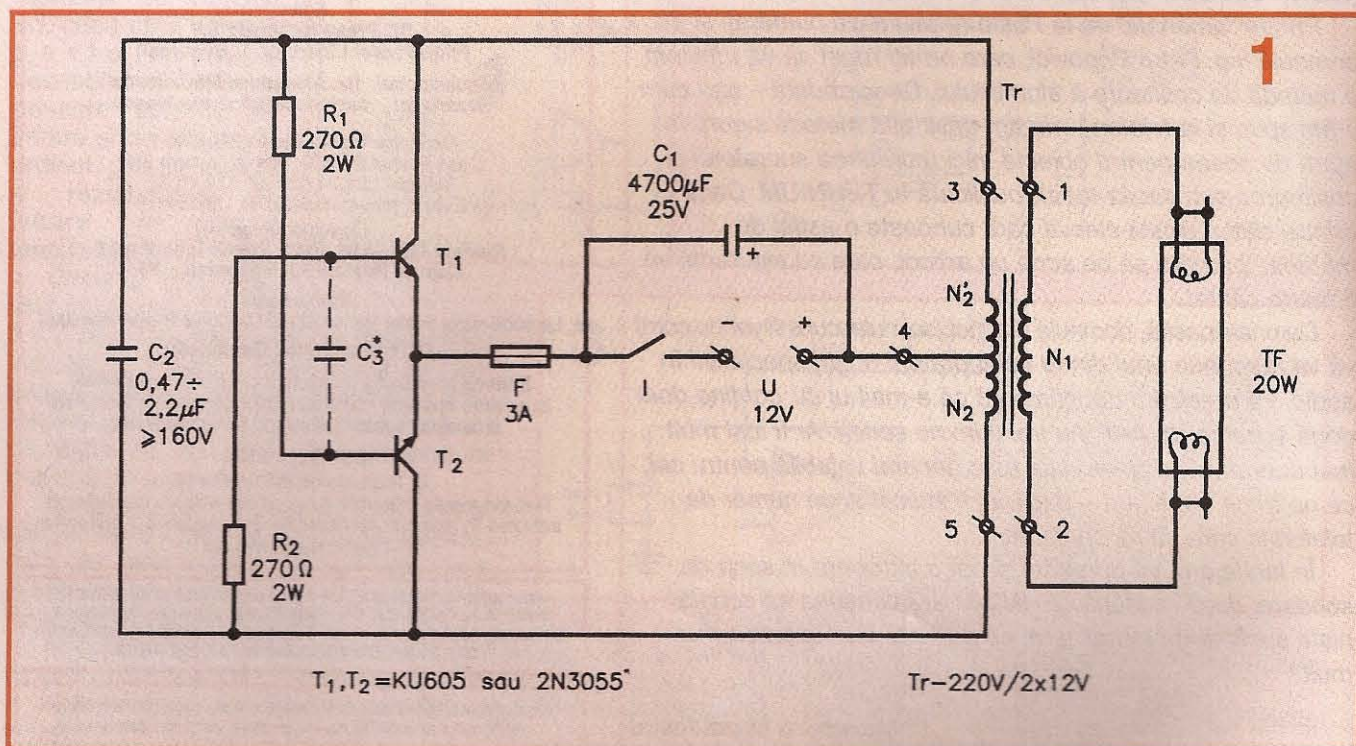 1
Tr
R1
270Ω
2W
C1
4700μF
25V
3
1
+
T1
N2'
+
4
C2
0,47÷
2,2μF
≥160V
C3*
N1
TF
20W
F
3A
I
U
12V
N2
T2
5
2
R2
270Ω
2W
T1,T2=KU605 sau 2N3055*
Tr-220V/2x12V